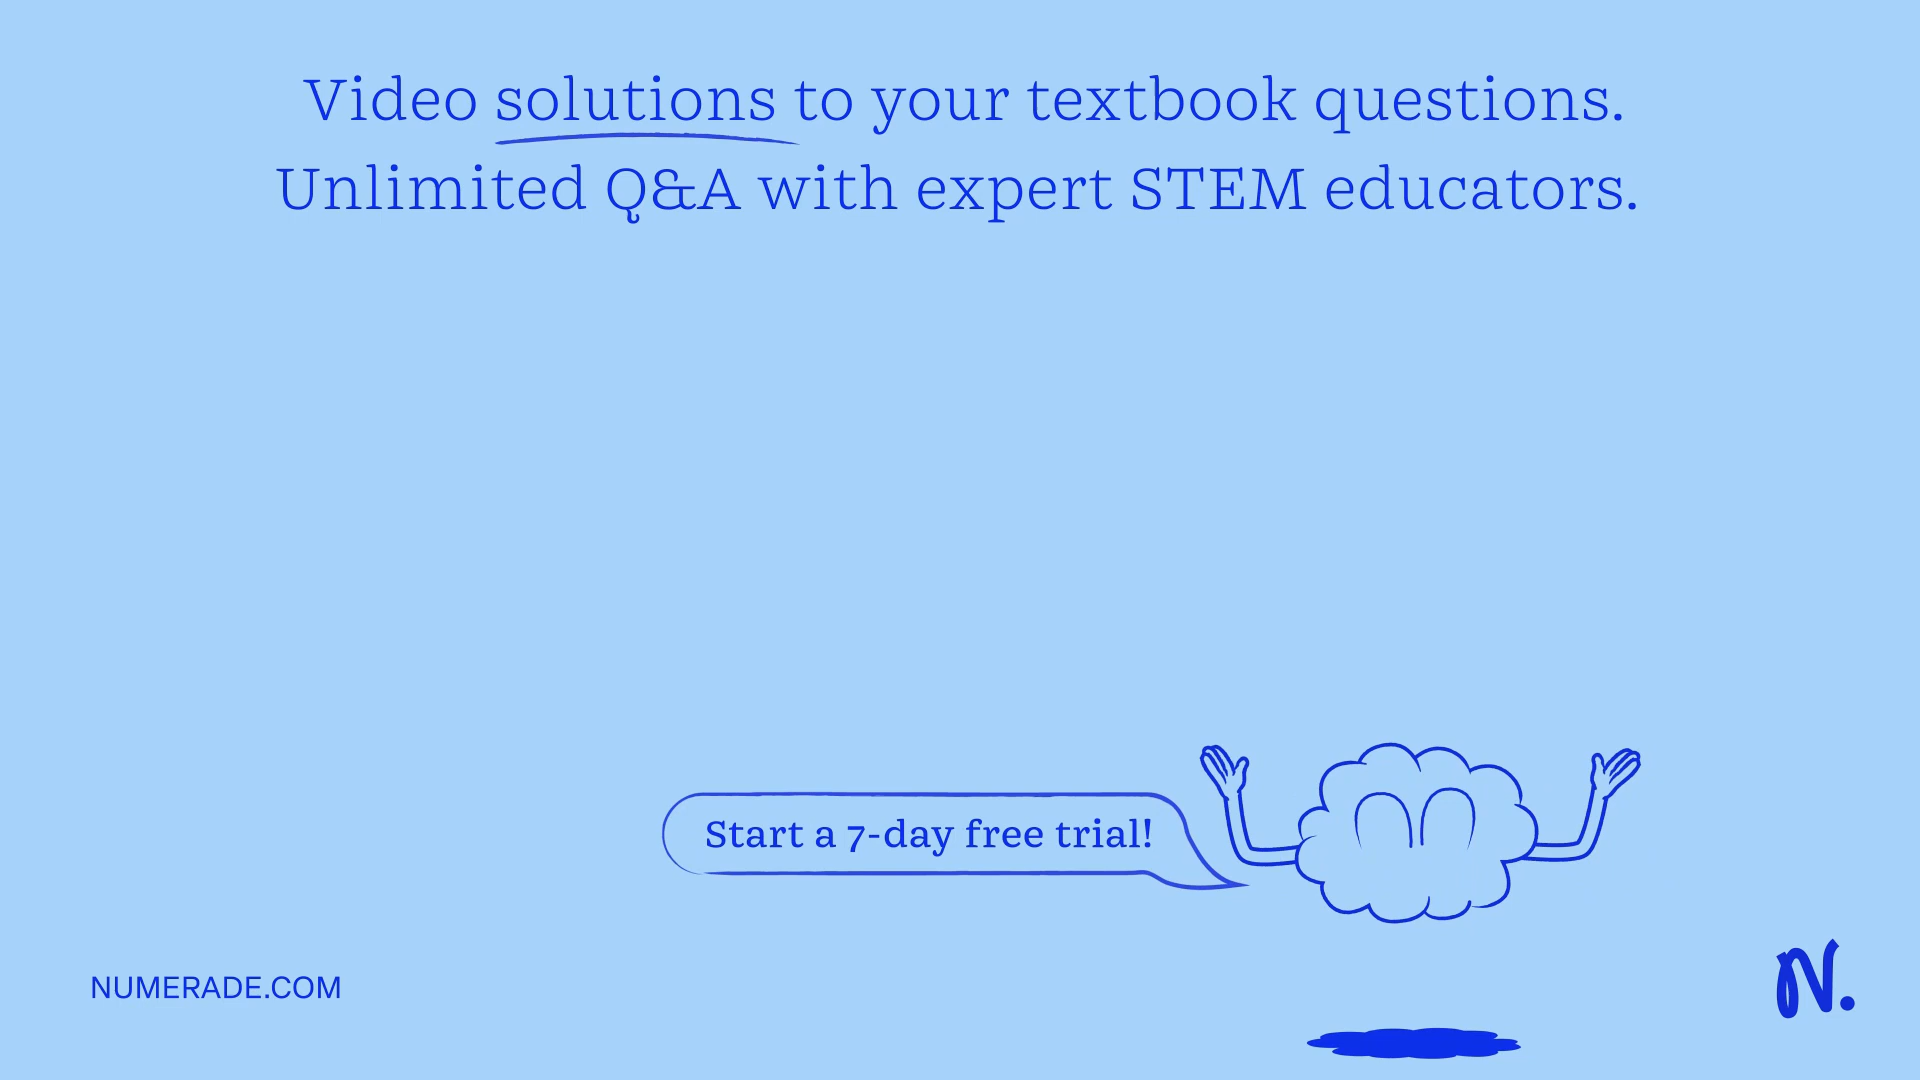 Video solutions to your textbook questions.
Unlimited Q&A with expert STEM educators.
Start a 7-day free trial!
NUMERADE.COM
N.